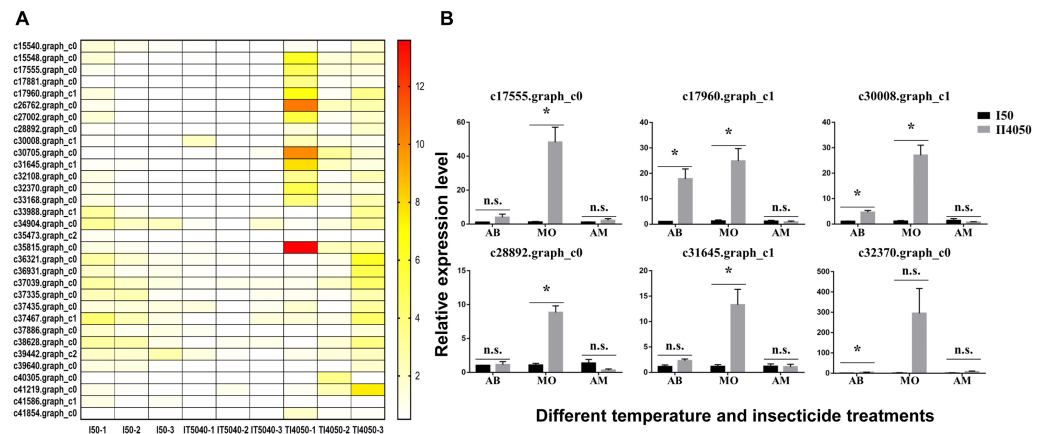 A
c15540.graph_c0
c15548.graph_c0
c17555.graph_c0
c17881.graph_c0
c17960.graph_c1
c26762.graph_c0
c27002.graph_c0
c28892.graph_c0
c30008.graph_c1
c30705.graph_c0
c31645.graph_c1
c32108.graph_c0
c32370.graph_c0
c33168.graph_c0
c33988.graph_c1
c34904.graph_c0
c35473.graph_c2
c35815.graph_c0
c36321.graph_c0
c36931.graph_c0
c37039.graph_c0
c37335.graph_c0
c37435.graph_c0
c37467.graph_c1
c37886.graph_c0
c38628.graph_c0
c39442.graph_c2
c39640.graph_c0
c40305.graph_c0
c41219.graph_c0
c41586.graph_c1
c41854.graph_c0
I50-1 I50-2 I50-3 IT5040-1 IT5040-2 IT5040-3 TI4050-1 TI4050-2 TI4050-3
12
10
8
6
4
2
B
Relative expression level
c17555.graph_c0
60
40
20
0
n.s. * n.s.
AB MO AM
c17960.graph_c1
40
30
20
10
0
* * n.s.
AB MO AM
c30008.graph_c1
40
30
20
10
0
* * n.s.
AB MO AM
I50
II4050
c28892.graph_c0
15
10
5
0
n.s. * n.s.
AB MO AM
c31645.graph_c1
20
15
10
5
0
n.s. * n.s.
AB MO AM
c32370.graph_c0
500
400
300
200
100
0
* n.s. n.s.
AB MO AM
Different temperature and insecticide treatments